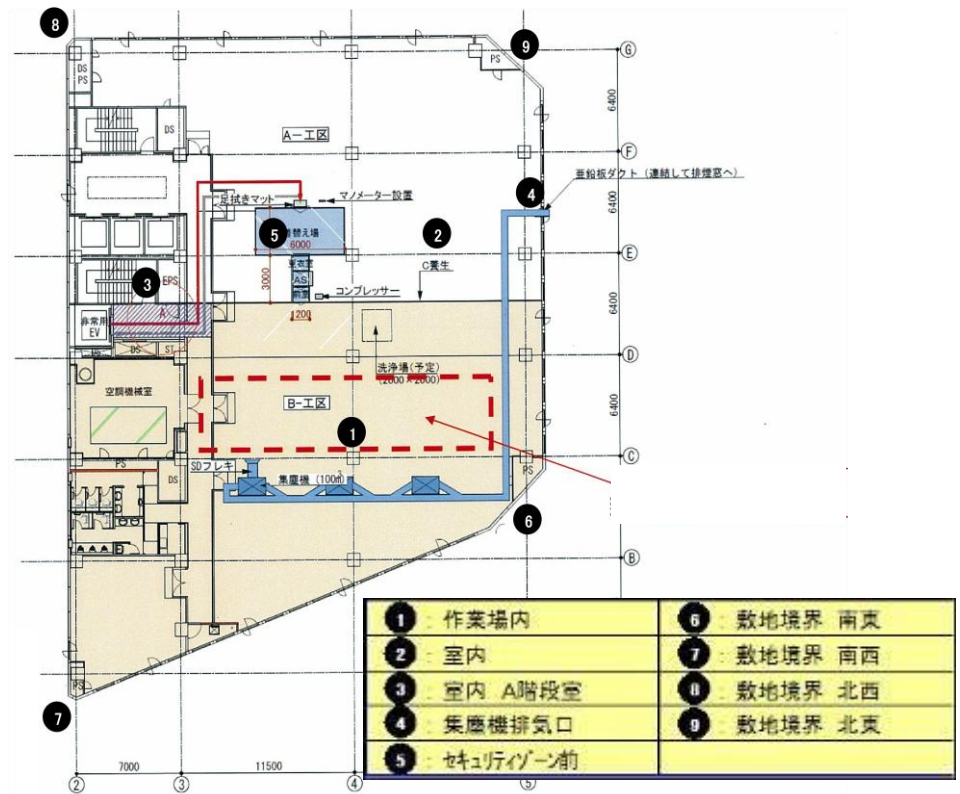 8
9
DS
PS
PS
G
6400
DS
A-工区
F
亜鉛板ダクト(連結して排煙窓へ)
足拭きマット
マノメーター設置
4
6400
5
替え場
6000
2
E
3
EPS
3000
更衣室
AS
前室
C養生
コンプレッサー
A
1200
6400
非常用
EV
DS
ST
D
洗浄場(予定)
(2000×2000)
空調機械室
B-工区
6400
1
C
PS
SDフレキ
DS
集塵機(100㎥)
PS
6
B
7
PS
7000
11500
2
3
4
5
1:作業場内
6:敷地境界 南東
2:室内
7:敷地境界 南西
3:室内 A階段室
8:敷地境界 北西
4:集塵機排気口
9:敷地境界 北東
5:セキュリティゾーン前